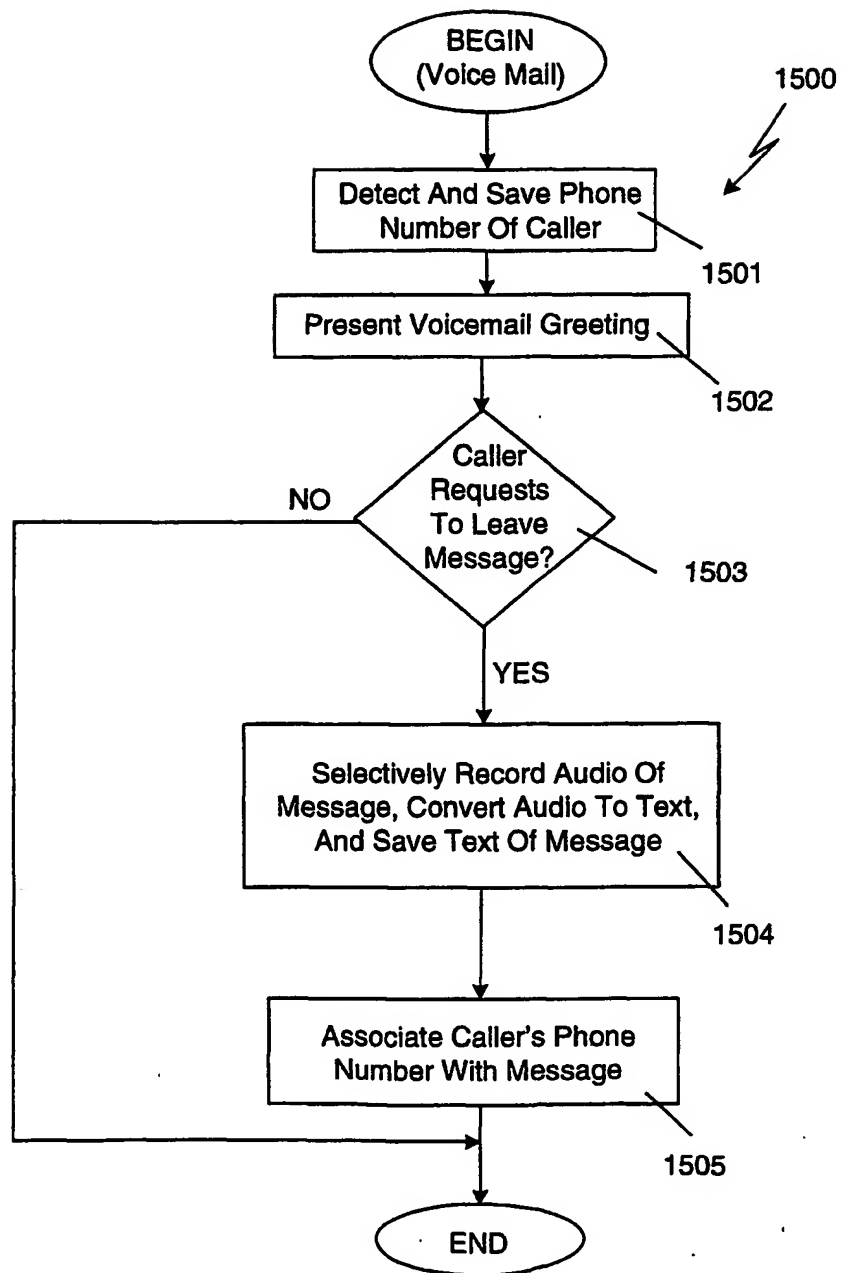 BEGIN
(Voice Mail)
1500
Detect And Save Phone
Number Of Caller
1501
Present Voicemail Greeting
1502
Caller
Requests
To Leave
Message?
NO
1503
YES
Selectively Record Audio Of
Message, Convert Audio To Text,
And Save Text Of Message
1504
Associate Caller's Phone
Number With Message
1505
END